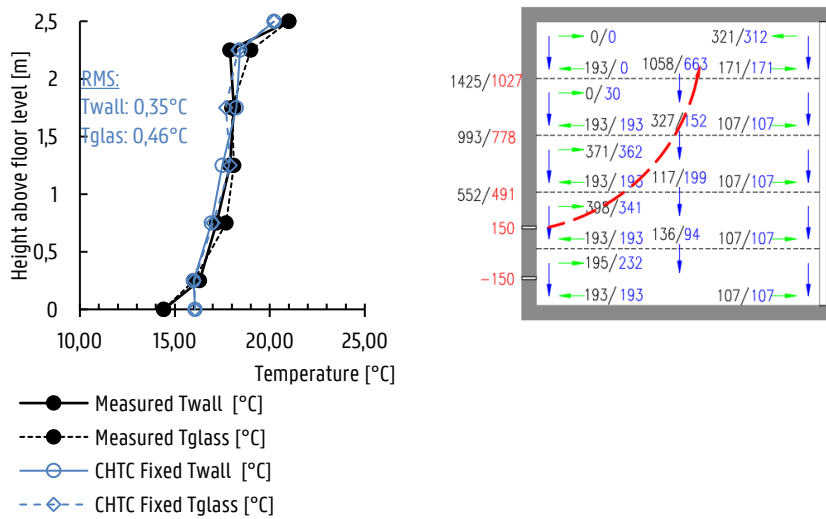 2,5
2
1,5
1
0,5
0
Height above floor level [m]
RMS:
Twall: 0,35°C
Tglas: 0,46°C
10,00 15,00 20,00 25,00
Temperature [°C]
Measured Twall [°C]
Measured Tglass [°C]
CHTC Fixed Twall [°C]
CHTC Fixed Tglass [°C]
0/0 321/312
193/0 1058/663 171/171
1425/1027
0/30
193/193 327/152 107/107
993/778
371/362
193/193 117/199 107/107
552/491
398/341
150
193/193 136/94 107/107
195/232
-150
193/193 107/107